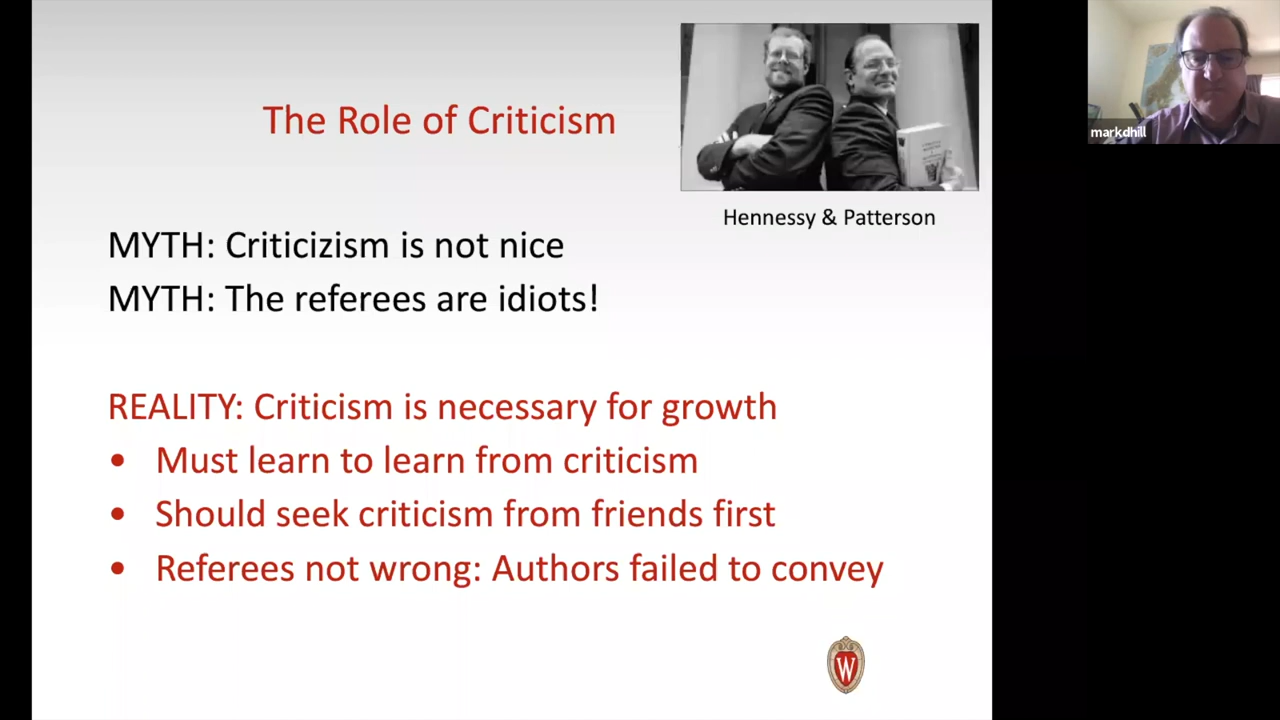 The Role of Criticism
Hennessy & Patterson
MYTH: Criticizism is not nice
MYTH: The referees are idiots!
REALITY: Criticism is necessary for growth
• Must learn to learn from criticism
• Should seek criticism from friends first
• Referees not wrong: Authors failed to convey
W
markdhill